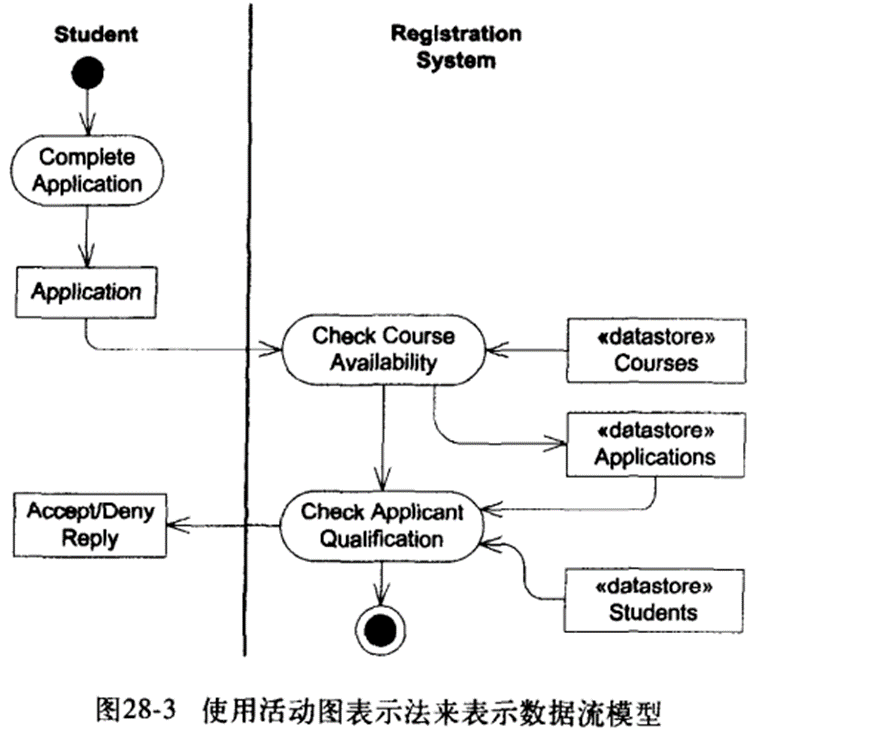 Student
Registration
System
Complete
Application
Application
Check Course
Availability
«datastore»
Courses
«datastore»
Applications
Accept/Deny
Reply
Check Applicant
Qualification
«datastore»
Students
图28-3 使用活动图表示法来表示数据流模型